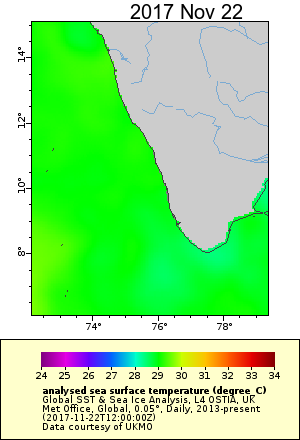 2017 Nov 22
14°
12°
10°
8°
74° 76° 78°
24 25 26 27 28 29 30 31 32 33 34
analysed sea surface temperature (degree_C)
Global SST & Sea Ice Analysis, L4 OSTIA, UK
Met Office, Global, 0.05°, Daily, 2013-present
(2017-11-22T12:00:00Z)
Data courtesy of UKMO